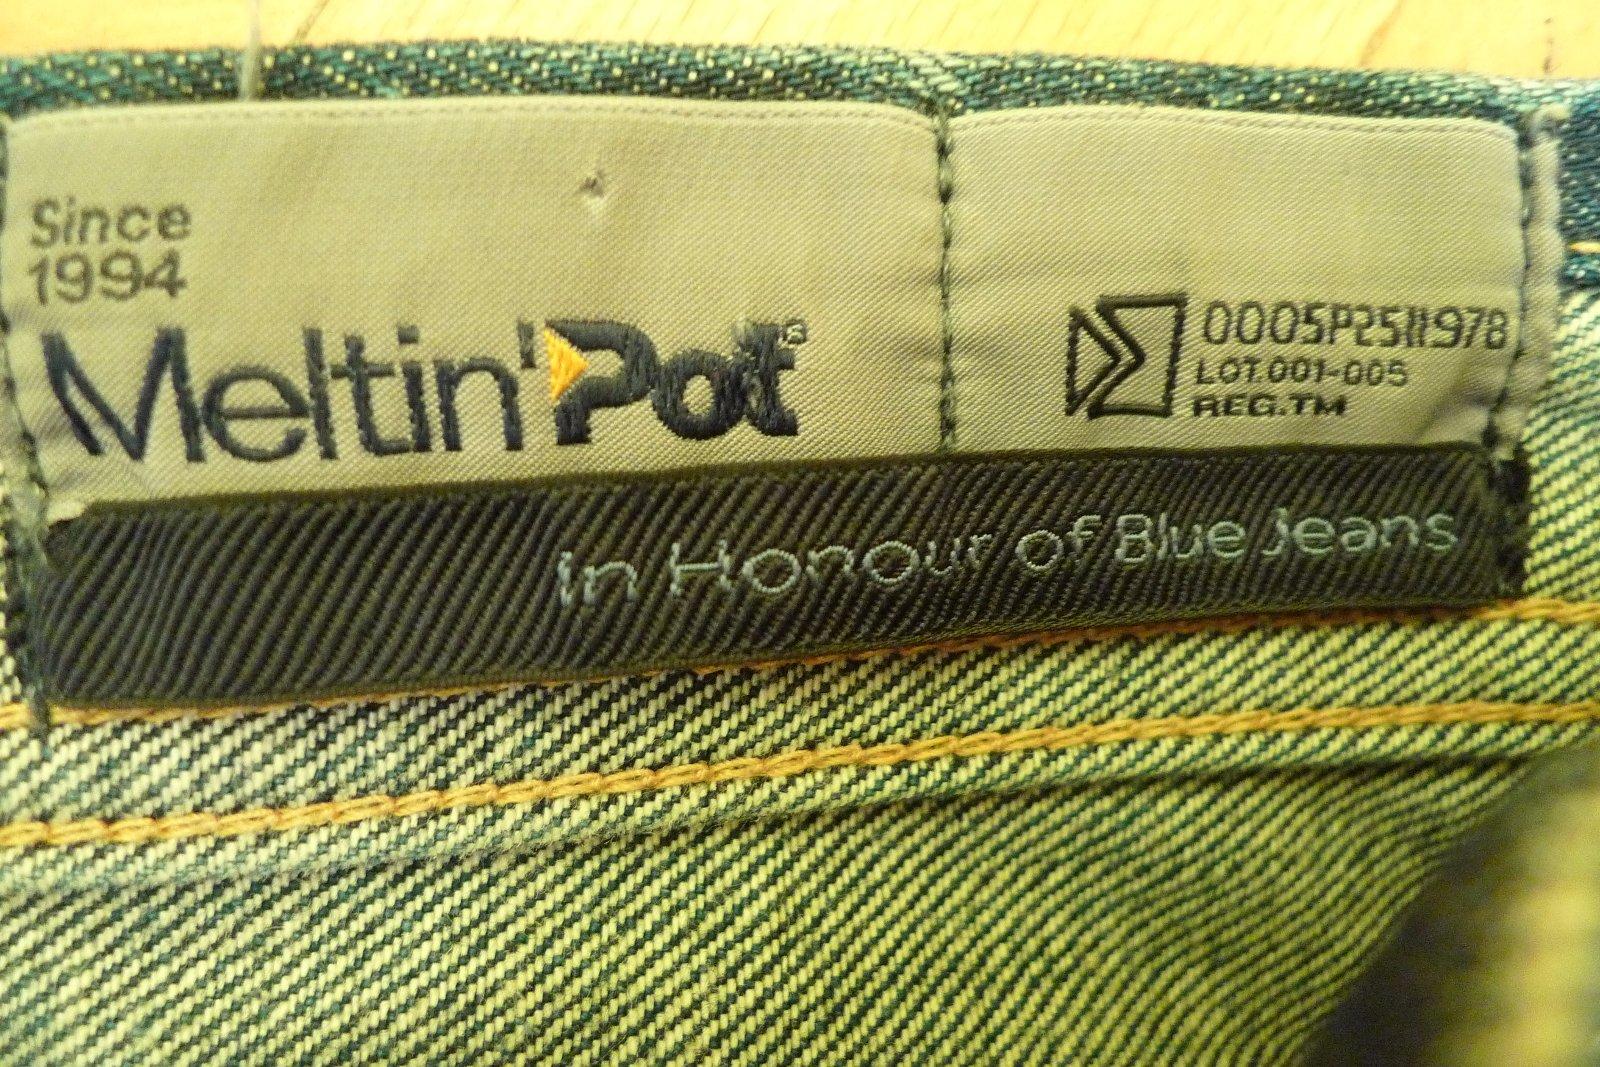 Since
1994
Meltin'Pot®
0005P2511978
LOT.001-005
REG.TM
in Honour of Blue Jeans